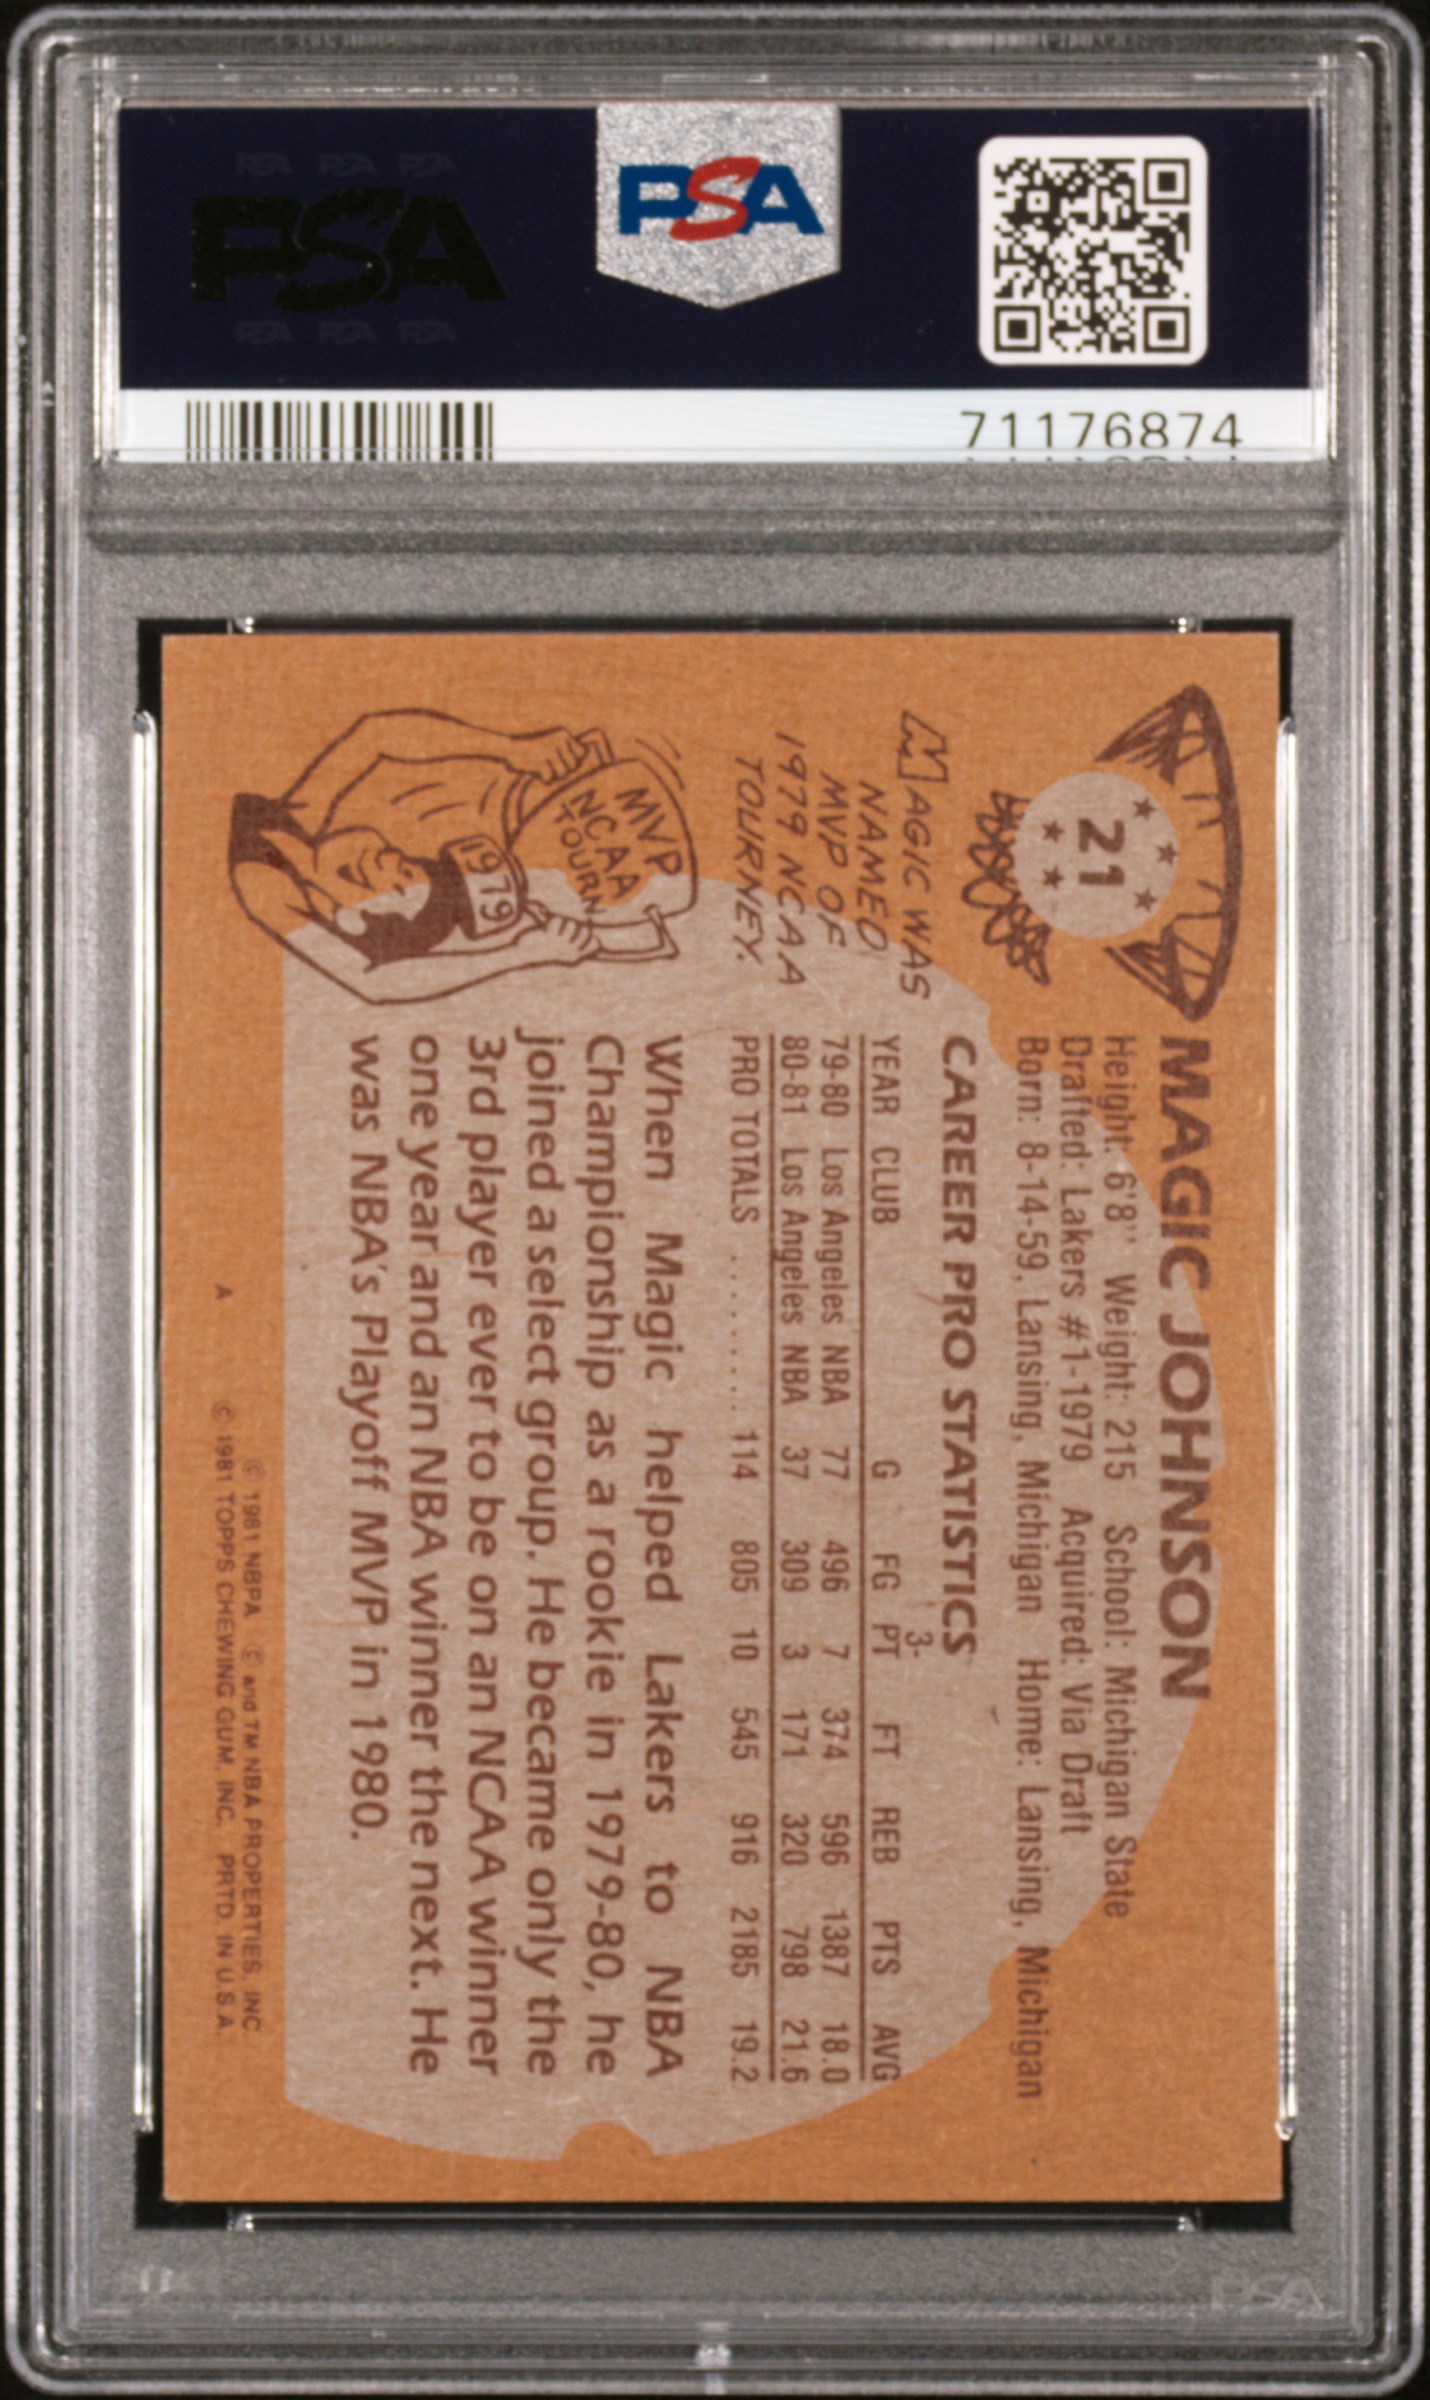 PSA PSA PSA
PSA
PSA PSA PSA
PSA
71176874
21
MAGIC JOHNSON
Height: 6'8" Weight: 215 School: Michigan State
Drafted: Lakers #1-1979 Acquired: Via Draft
Born: 8-14-59, Lansing, Michigan Home: Lansing, Michigan
CAREER PRO STATISTICS
3-
YEAR CLUB G FG PT FT REB PTS AVG
79-80 Los Angeles NBA 77 496 7 374 596 1387 18.0
80-81 Los Angeles NBA 37 309 3 171 320 798 21.6
PRO TOTALS ......... 114 805 10 545 916 2185 19.2
MAGIC WAS
NAMED
MVP OF
1979 NCAA
TOURNEY.
MVP
NCAA
TOURN.
1979
When Magic helped Lakers to NBA
Championship as a rookie in 1979-80, he
joined a select group. He became only the
3rd player ever to be on an NCAA winner
one year and an NBA winner the next. He
was NBA's Playoff MVP in 1980.
© 1981 NBPA © and TM NBA PROPERTIES, INC.
A © 1981 TOPPS CHEWING GUM, INC. PRTD. IN U.S.A.
PSA